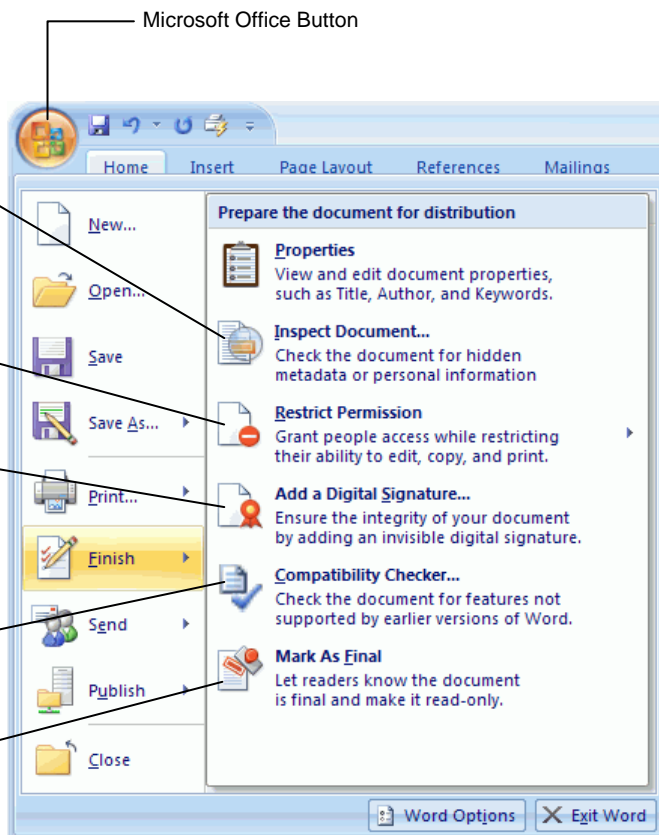 Microsoft Office Button
Home Insert Page Layout References Mailings
New...
Open...
Save
Save As...
Print...
Finish
Send
Publish
Close
Prepare the document for distribution
Properties
View and edit document properties,
such as Title, Author, and Keywords.
Inspect Document...
Check the document for hidden
metadata or personal information
Restrict Permission
Grant people access while restricting
their ability to edit, copy, and print.
Add a Digital Signature...
Ensure the integrity of your document
by adding an invisible digital signature.
Compatibility Checker...
Check the document for features not
supported by earlier versions of Word.
Mark As Final
Let readers know the document
is final and make it read-only.
Word Options Exit Word